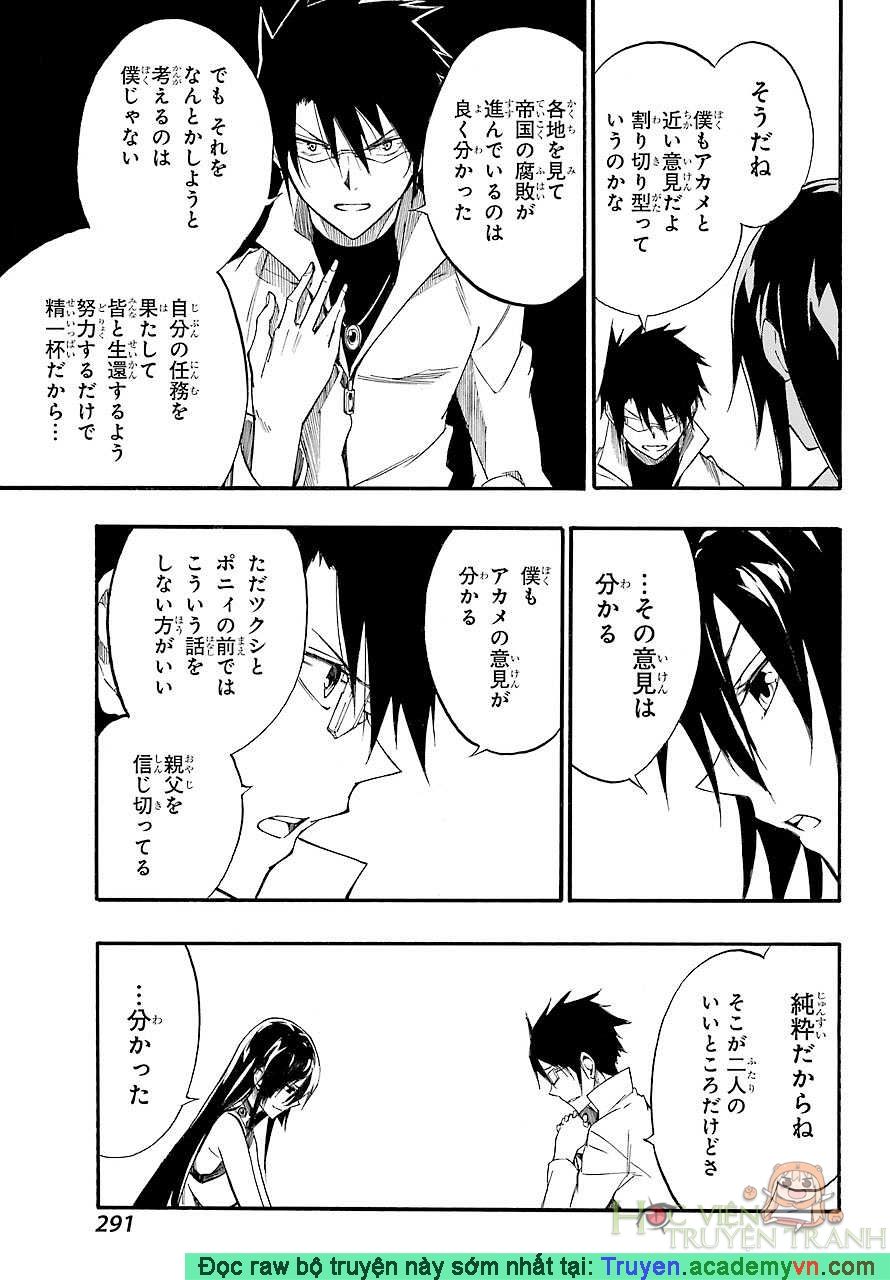 そうだね
僕もアカメと
近い意見だよ
割り切り型って
いうのかな
各地を見て
帝国の腐敗が
進んでいるのは
良く分かった
でも それを
なんとかしようと
考えるのは
僕じゃない
自分の任務を
果たして
皆と生還するよう
努力するだけで
精一杯だから…
…その意見は
分かる
僕も
アカメの意見が
分かる
ただツクシと
ポニィの前では
こういう話を
しない方がいい
親父を
信じ切ってる
純粋だからね
そこが二人の
いいところだけどさ
…分かった
291
HỌC VIỆN
TRUYỆN TRANH
Đọc raw bộ truyện này sớm nhất tại: Truyen.academyvn.com